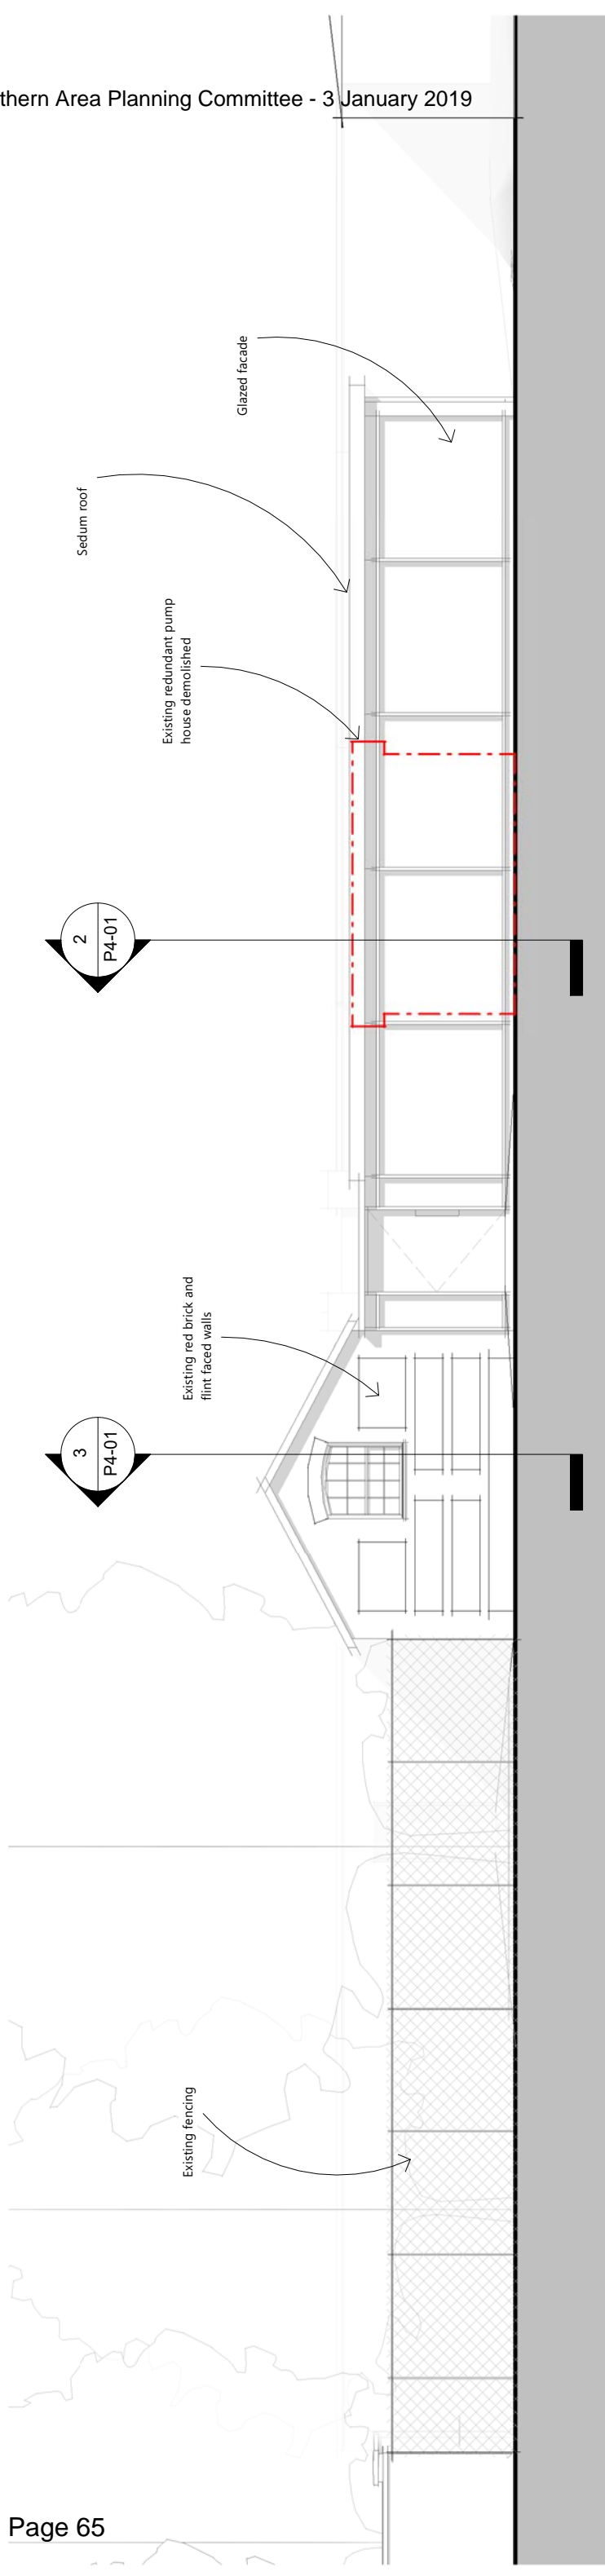 thern Area Planning Committee - 3 January 2019
Glazed facade
Sedum roof
Existing redundant pump
house demolished
2
P4-01
Existing red brick and
flint faced walls
3
P4-01
Existing fencing
Page 65